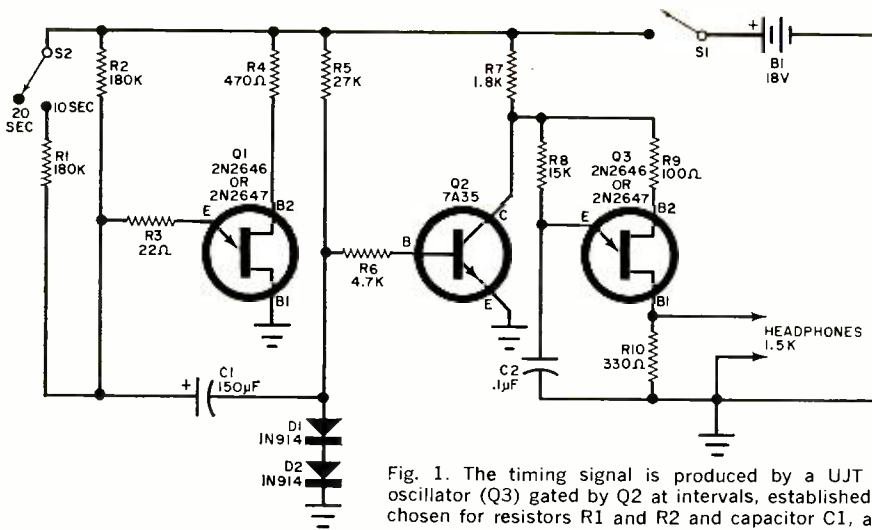 S2
20
SEC
10 SEC
R1
180K
R2
180K
R3
22Ω
R4
470Ω
Q1
2N2646
OR
2N2647
E
B2
B1
C1
150µF
+
R5
27K
R6
4.7K
D1
IN914
D2
IN914
Q2
7A35
B
C
E
R7
1.8K
R8
15K
C2
.1µF
Q3
2N2646
OR
2N2647
R9
100Ω
E
B2
B1
R10
330Ω
HEADPHONES
1.5K
S1
+
B1
18V
Fig. 1. The timing signal is produced by a UJT
oscillator (Q3) gated by Q2 at intervals, established
chosen for resistors R1 and R2 and capacitor C1, a